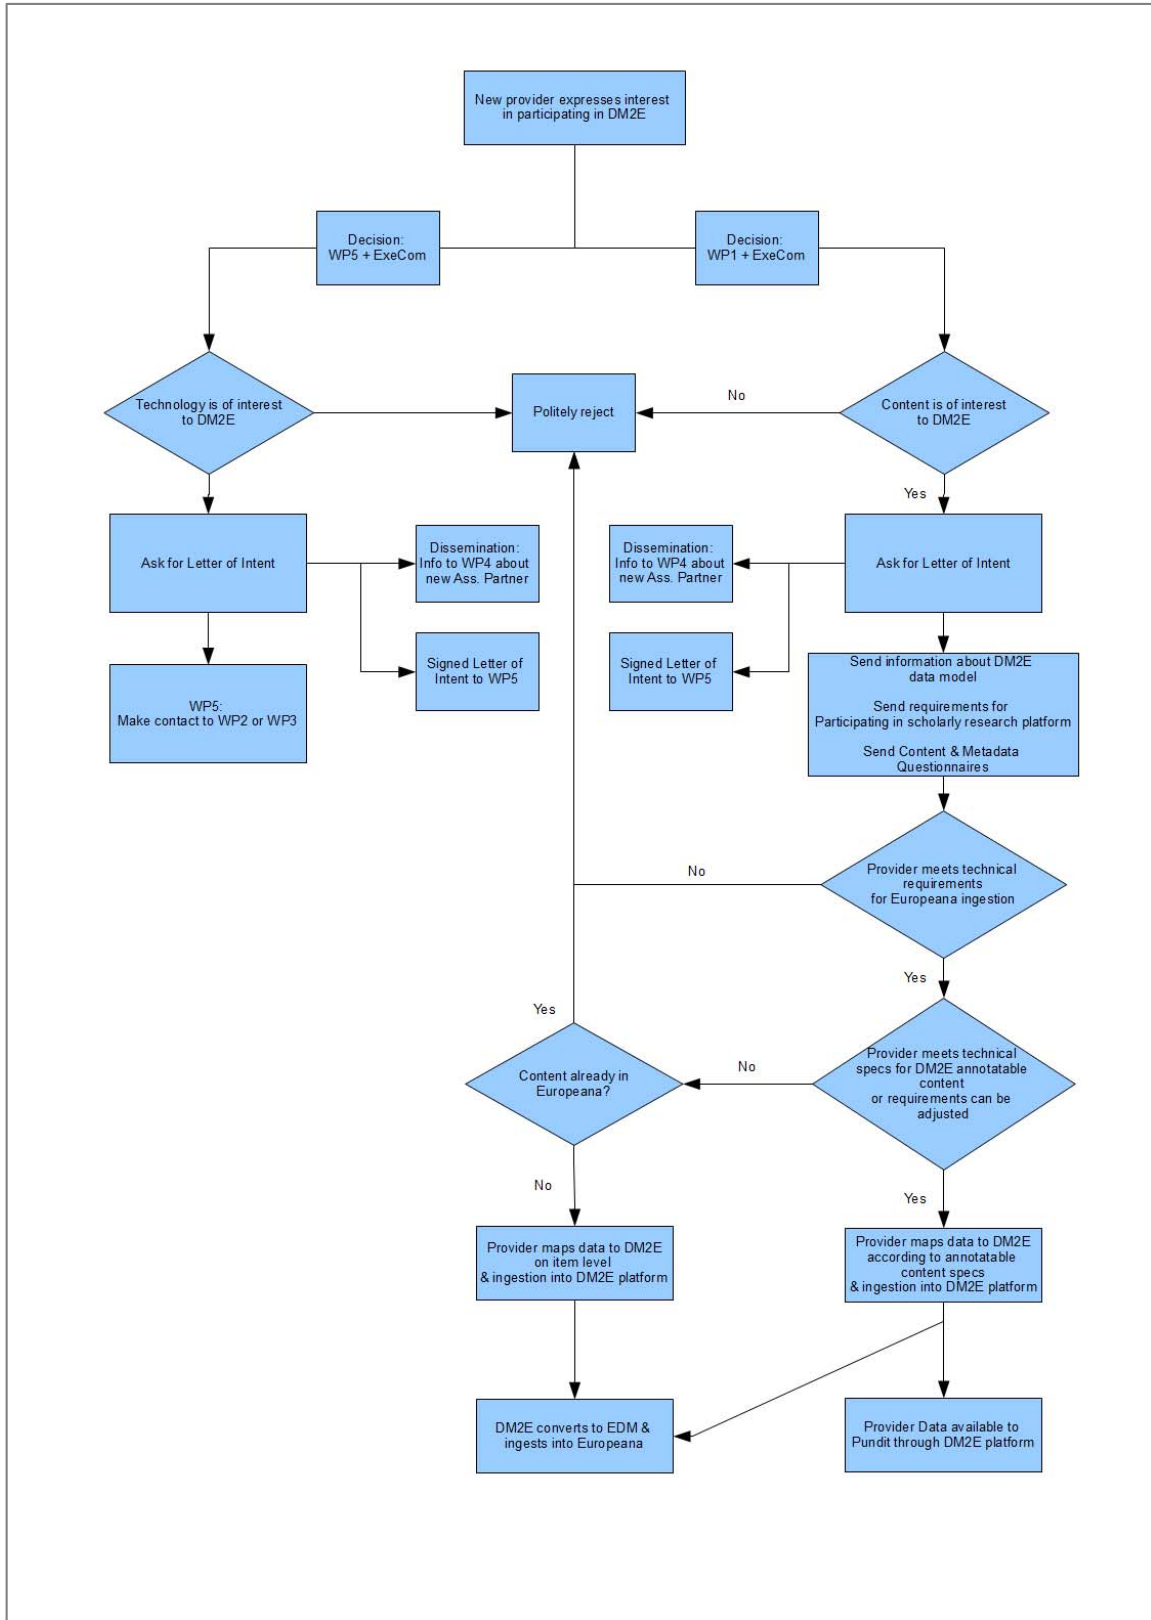 New provider expresses interest
in participating in DM2E
Decision:
WP5 + ExeCom
Decision:
WP1 + ExeCom
Technology is of interest
to DM2E
Politely reject
No
Content is of interest
to DM2E
Yes
Ask for Letter of Intent
Dissemination:
Info to WP4 about
new Ass. Partner
Dissemination:
Info to WP4 about
new Ass. Partner
Ask for Letter of Intent
Signed Letter of
Intent to WP5
Signed Letter of
Intent to WP5
WP5:
Make contact to WP2 or WP3
Send information about DM2E
data model
Send requirements for
Participating in scholarly research platform
Send Content & Metadata
Questionnaires
No
Provider meets technical
requirements
for Europeana ingestion
Yes
Yes
Content already in
Europeana?
No
Provider meets technical
specs for DM2E annotatable
content
or requirements can be
adjusted
No
Yes
Provider maps data to DM2E
on item level
& ingestion into DM2E platform
Provider maps data to DM2E
according to annotatable
content specs
& ingestion into DM2E platform
DM2E converts to EDM &
ingests into Europeana
Provider Data available to
Pundit through DM2E platform